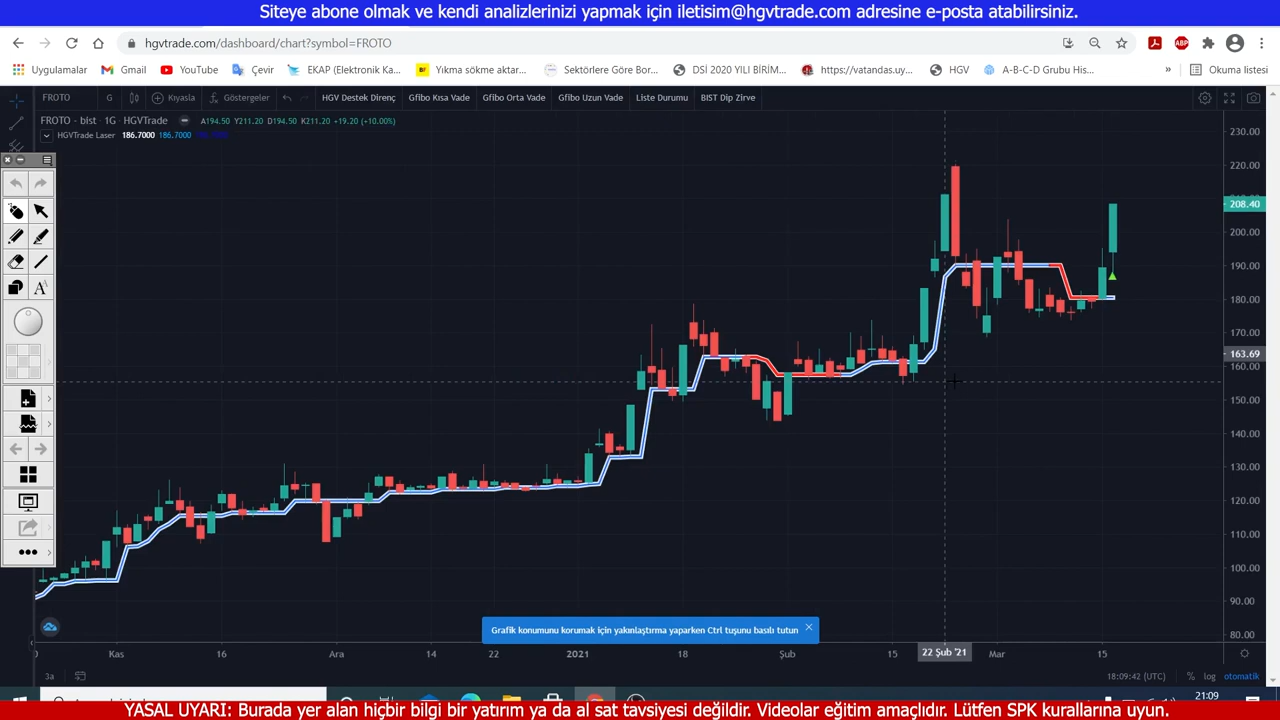 Siteye abone olmak ve kendi analizlerinizi yapmak için iletisim@hgvtrade.com adresine e-posta atabilirsiniz.
hgvtrade.com/dashboard/chart?symbol=FROTO
Uygulamalar Gmail YouTube Çevir EKAP (Elektronik Ka... Yıkma sökme aktar... Sektörlere Göre Bor... DSİ 2020 YILI BİRİM... https://vatandas.uy... HGV A-B-C-D Grubu His... » Okuma listesi
FROTO G Kıyasla Göstergeler HGV Destek Direnç Gfibo Kısa Vade Gfibo Orta Vade Gfibo Uzun Vade Liste Durumu BIST Dip Zirve
FROTO · bist · 1G · HGVTrade A194.50 Y211.20 D194.50 K211.20 +19.20 (+10.00%)
HGVTrade Laser 186.7000 186.7000
230.00
220.00
208.40
200.00
190.00
180.00
170.00
163.69
160.00
150.00
140.00
130.00
120.00
110.00
100.00
90.00
80.00
Grafik konumunu korumak için yakınlaştırma yaparken Ctrl tuşunu basılı tutun
Kas 16 Ara 14 22 2021 18 Şub 15 22 Şub '21 Mar 15
3a 18:09:42 (UTC) % log otomatik
21:09
YASAL UYARI: Burada yer alan hiçbir bilgi bir yatırım ya da al sat tavsiyesi değildir. Videolar eğitim amaçlıdır. Lütfen SPK kurallarına uyun.